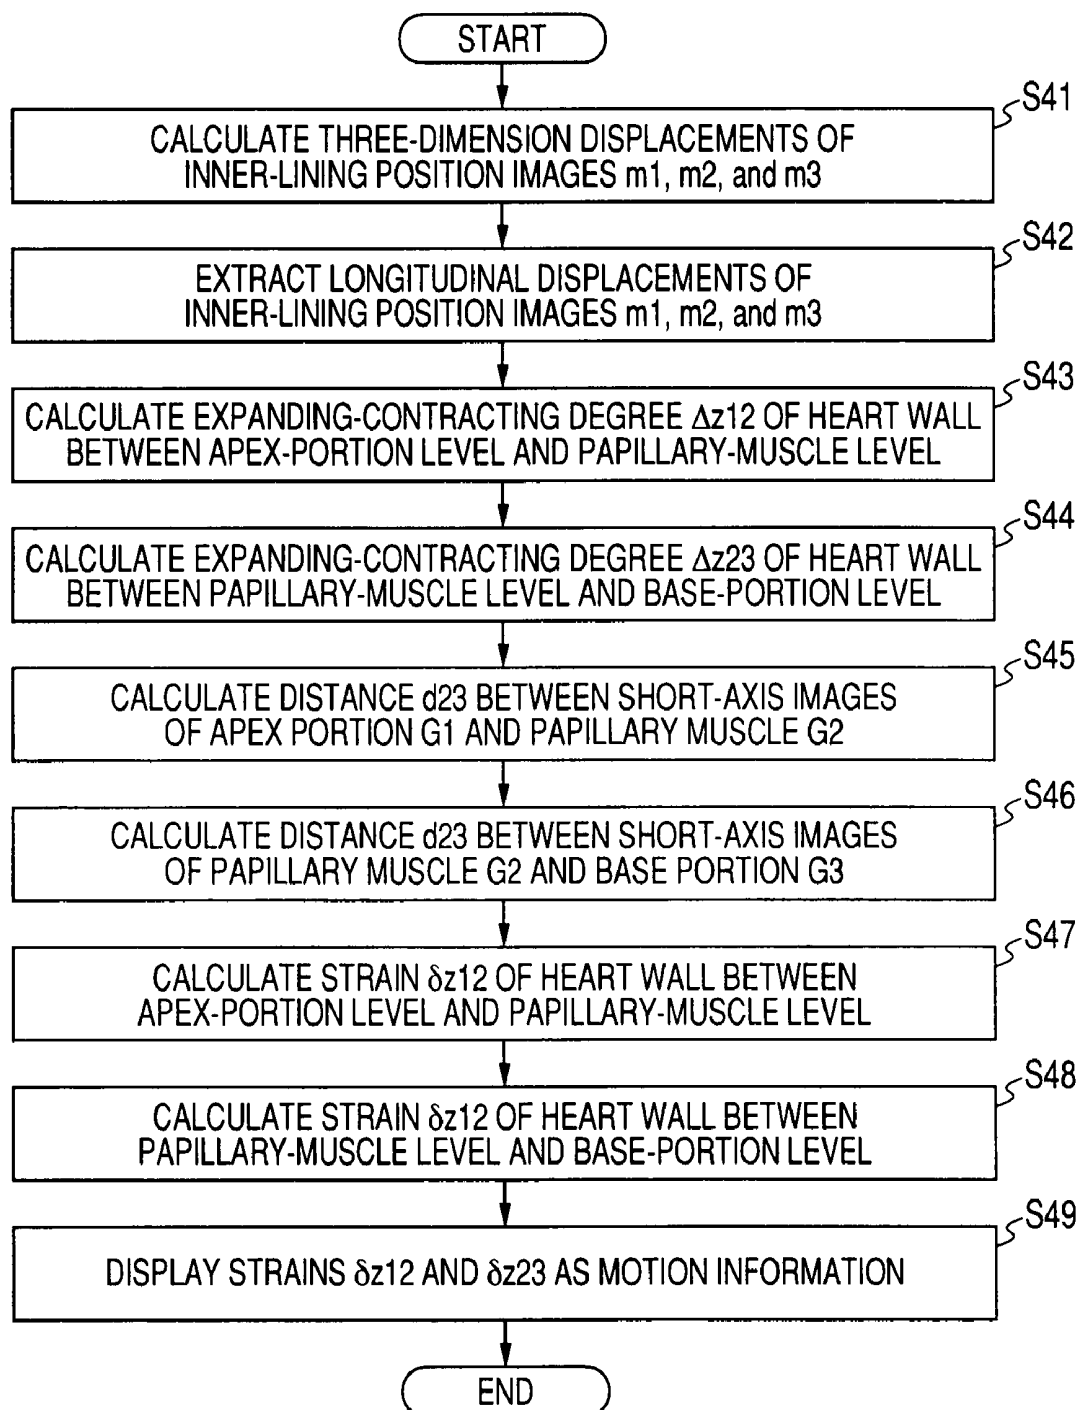 START
S41
CALCULATE THREE-DIMENSION DISPLACEMENTS OF
INNER-LINING POSITION IMAGES m1, m2, and m3
S42
EXTRACT LONGITUDINAL DISPLACEMENTS OF
INNER-LINING POSITION IMAGES m1, m2, and m3
S43
CALCULATE EXPANDING-CONTRACTING DEGREE Δz12 OF HEART WALL
BETWEEN APEX-PORTION LEVEL AND PAPILLARY-MUSCLE LEVEL
S44
CALCULATE EXPANDING-CONTRACTING DEGREE Δz23 OF HEART WALL
BETWEEN PAPILLARY-MUSCLE LEVEL AND BASE-PORTION LEVEL
S45
CALCULATE DISTANCE d23 BETWEEN SHORT-AXIS IMAGES
OF APEX PORTION G1 AND PAPILLARY MUSCLE G2
S46
CALCULATE DISTANCE d23 BETWEEN SHORT-AXIS IMAGES
OF PAPILLARY MUSCLE G2 AND BASE PORTION G3
S47
CALCULATE STRAIN δz12 OF HEART WALL BETWEEN
APEX-PORTION LEVEL AND PAPILLARY-MUSCLE LEVEL
S48
CALCULATE STRAIN δz12 OF HEART WALL BETWEEN
PAPILLARY-MUSCLE LEVEL AND BASE-PORTION LEVEL
S49
DISPLAY STRAINS δz12 AND δz23 AS MOTION INFORMATION
END